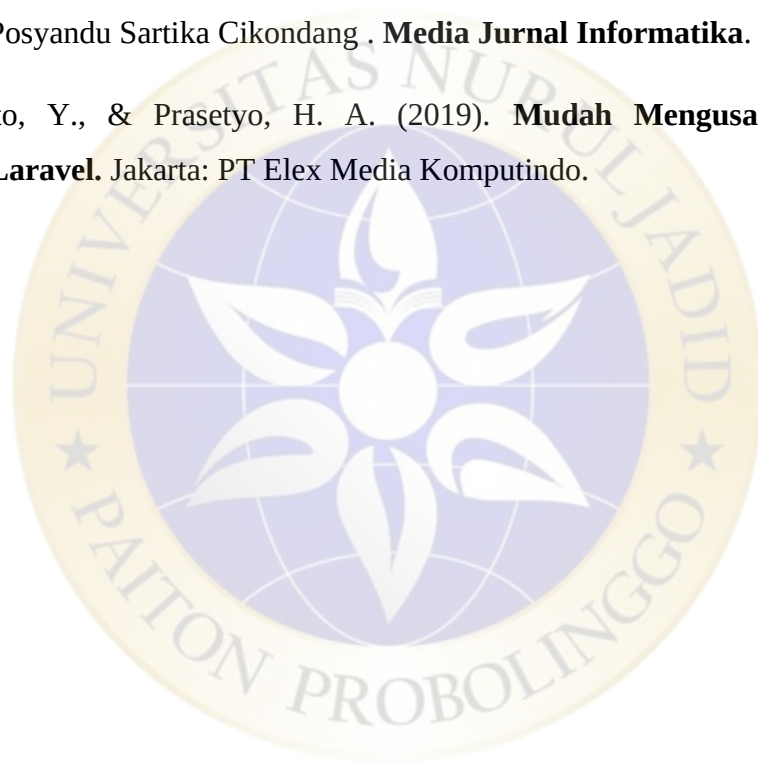 Posyandu Sartika Cikondang . Media Jurnal Informatika.
to, Y., & Prasetyo, H. A. (2019). Mudah Mengusa
Laravel. Jakarta: PT Elex Media Komputindo.
UNIVERSITAS NURUL JADID
PAITON PROBOLINGGO